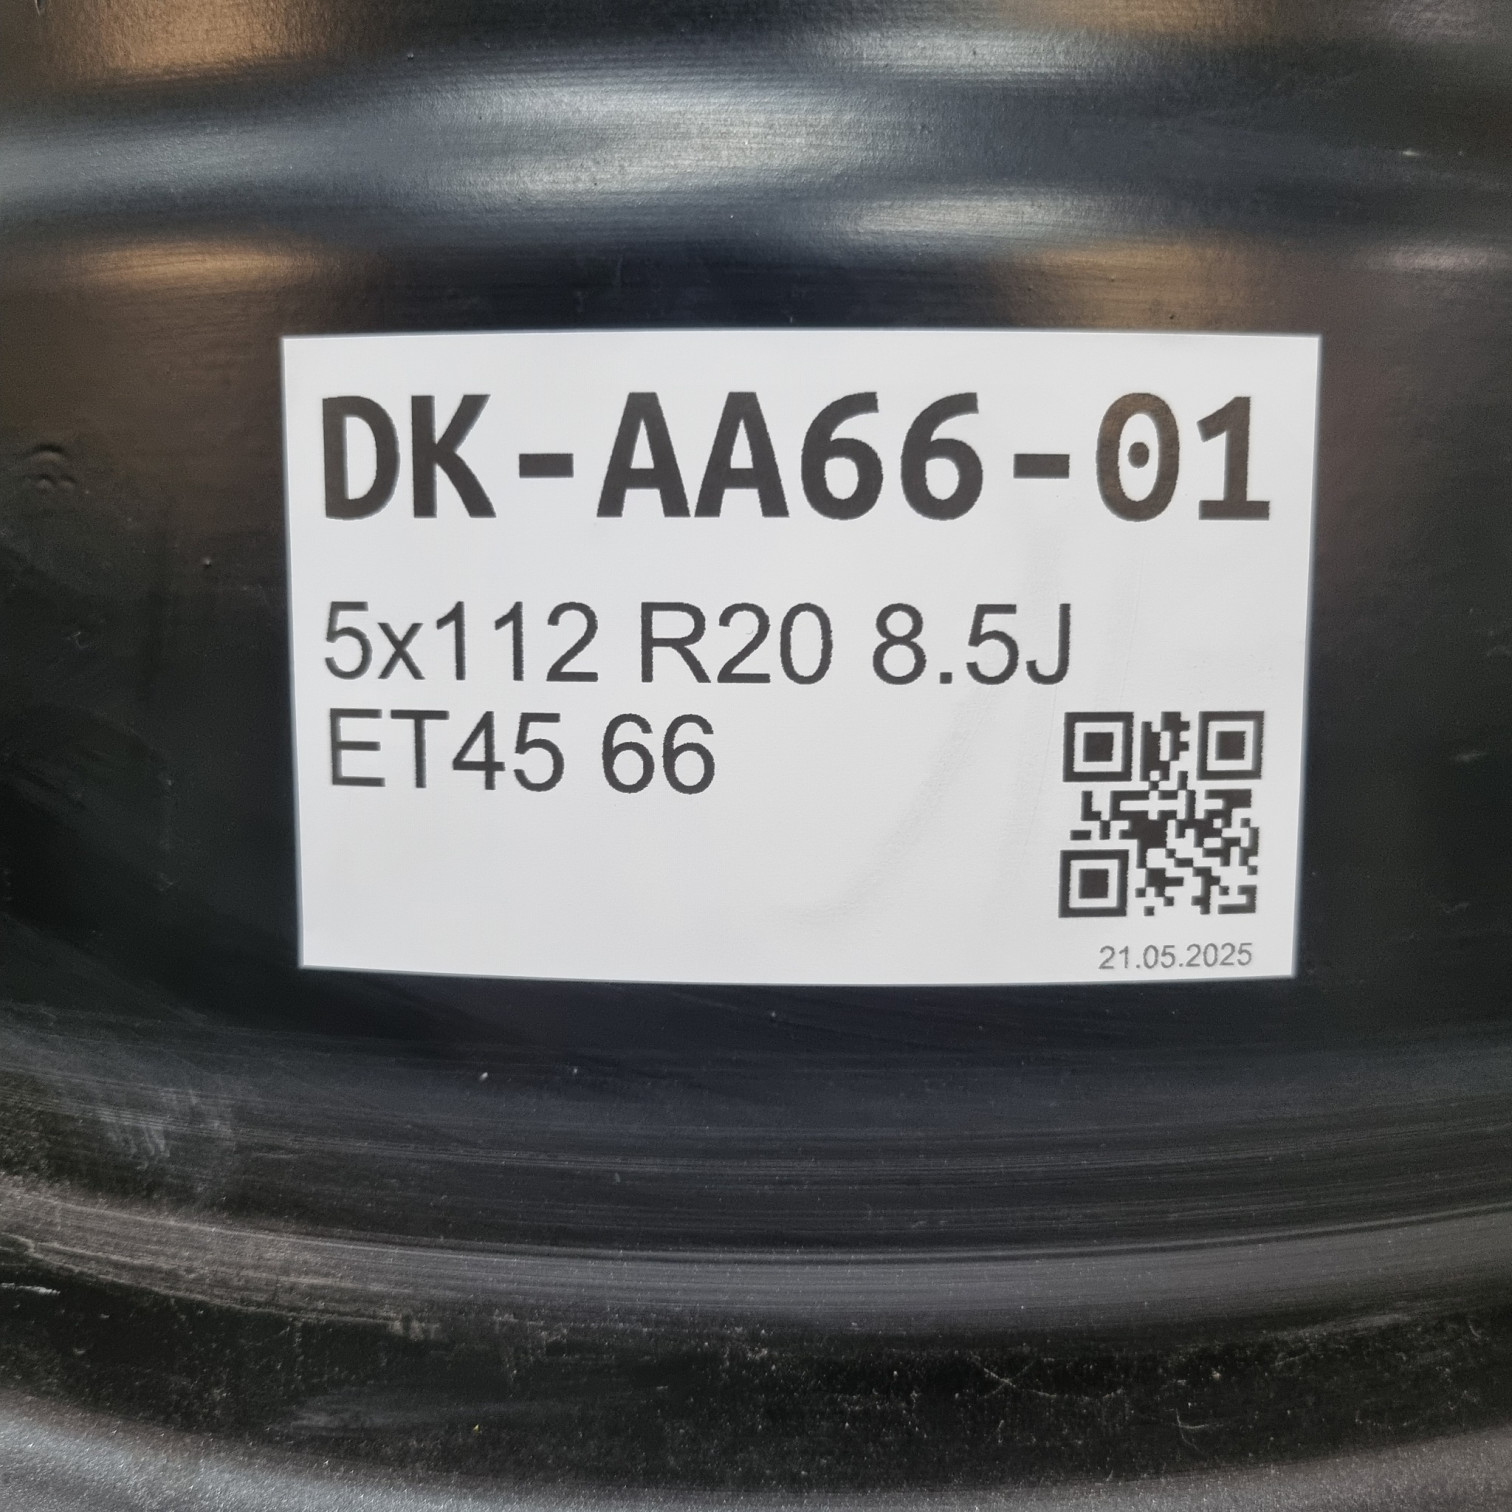 DK-AA66-01
5x112 R20 8.5J
ET45 66
21.05.2025